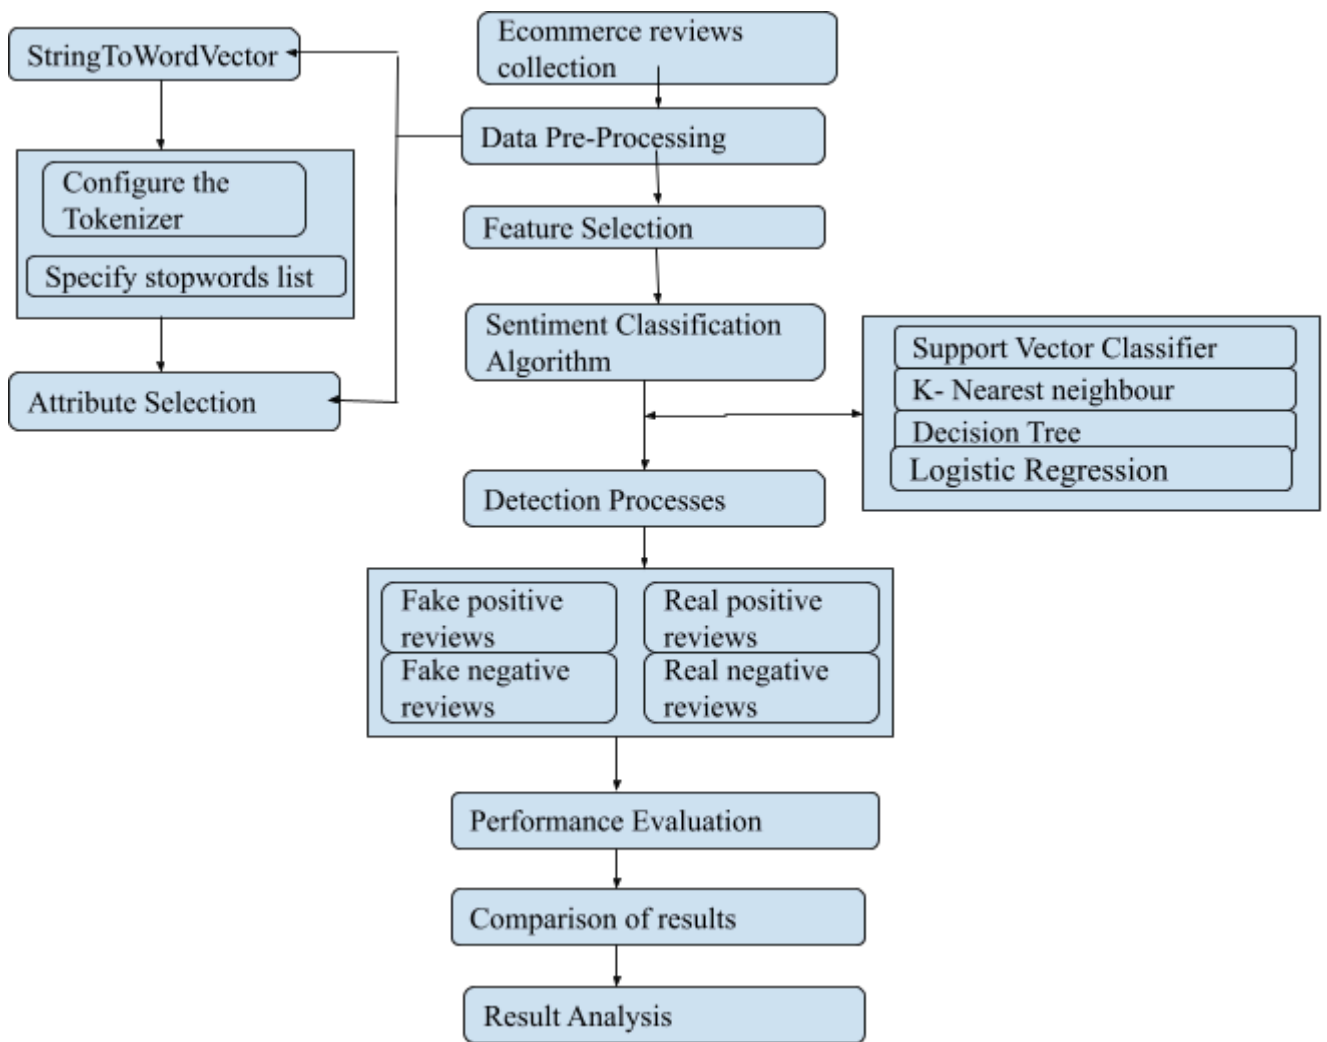 Ecommerce reviews
collection
StringToWordVector
Data Pre-Processing
Configure the
Tokenizer
Specify stopwords list
Attribute Selection
Feature Selection
Sentiment Classification
Algorithm
Support Vector Classifier
K- Nearest neighbour
Decision Tree
Logistic Regression
Detection Processes
Fake positive
reviews
Real positive
reviews
Fake negative
reviews
Real negative
reviews
Performance Evaluation
Comparison of results
Result Analysis